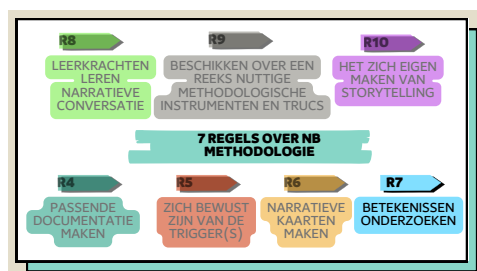 R8
LEERKRACHTEN
LEREN
NARRATIEVE
CONVERSATIE
R9
BESCHIKKEN OVER EEN
REEKS NUTTIGE
METHODOLOGISCHE
INSTRUMENTEN EN TRUCS
R10
HET ZICH EIGEN
MAKEN VAN
STORYTELLING
7 REGELS OVER NB
METHODOLOGIE
R4
PASSENDE
DOCUMENTATIE
MAKEN
R5
ZICH BEWUST
ZIJN VAN DE
TRIGGER(S)
R6
NARRATIEVE
KAARTEN
MAKEN
R7
BETEKENISSEN
ONDERZOEKEN